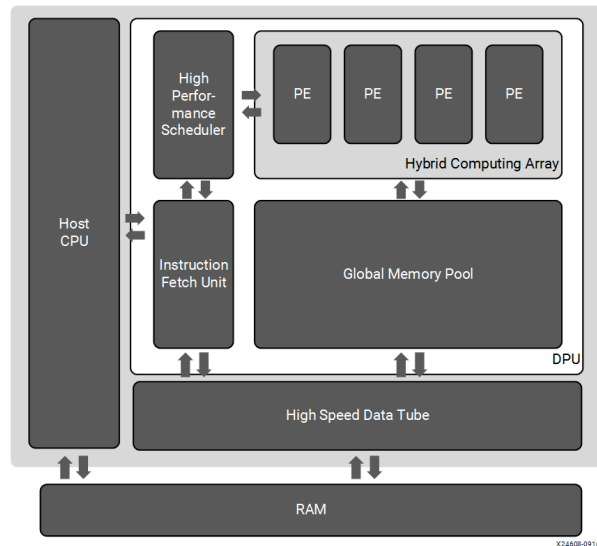 High
Perfor-
mance
Scheduler
PE PE PE PE
Hybrid Computing Array
Host
CPU
Instruction
Fetch Unit
Global Memory Pool
DPU
High Speed Data Tube
RAM